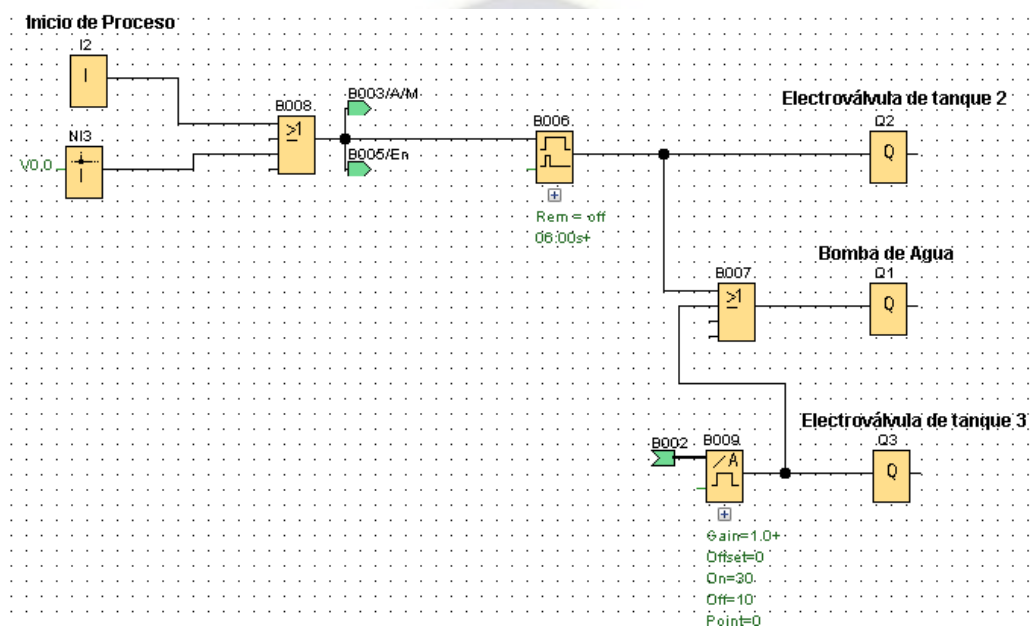 Inicio de Proceso
I2
I
NI3
V0.0
B008
≥1
B003/A/M
B005/En
B006
Rem = off
06:00s+
Electroválvula de tanque 2
Q2
Q
Bomba de Agua
B007
≥1
Q1
Q
Electroválvula de tanque 3
B002
B009
/A
Q3
Q
Gain=1.0+
Offset=0
On=30
Off=10
Point=0